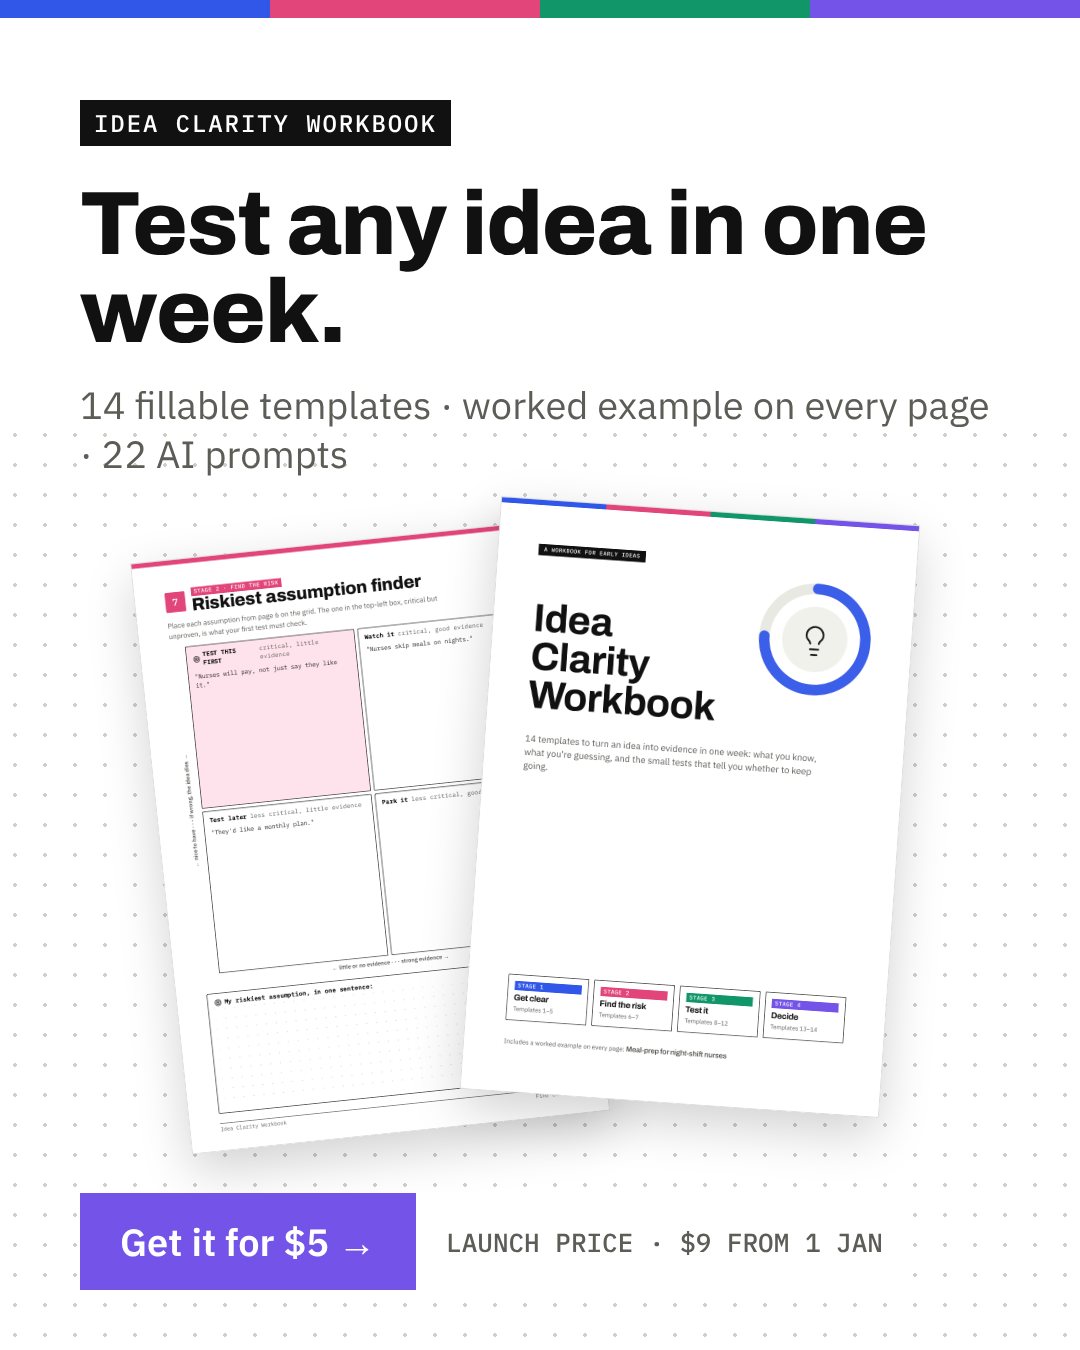 IDEA CLARITY WORKBOOK
Test any idea in one
week.
14 fillable templates · worked example on every page
· 22 AI prompts
7
STAGE 2 · FIND THE RISK
Riskiest assumption finder
Place each assumption from page 6 on the grid. The one in the top-left box, critical but
unproven, is what your first test must check.
TEST THIS
FIRST
critical, little
evidence
"Nurses will pay, not just say they like
it."
Watch it critical, good evidence
"Nurses skip meals on nights."
Test later less critical, little evidence
"They'd like a monthly plan."
Park it less critical, good
← nice to have · · · if wrong, the idea dies →
← little or no evidence · · · strong evidence →
My riskiest assumption, in one sentence:
Idea Clarity Workbook
A WORKBOOK FOR EARLY IDEAS
Idea
Clarity
Workbook
14 templates to turn an idea into evidence in one week: what you know,
what you're guessing, and the small tests that tell you whether to keep
going.
STAGE 1
Get clear
Templates 1–5
STAGE 2
Find the risk
Templates 6–7
STAGE 3
Test it
Templates 8–12
STAGE 4
Decide
Templates 13–14
Includes a worked example on every page: Meal-prep for night-shift nurses
Get it for $5 →
LAUNCH PRICE · $9 FROM 1 JAN